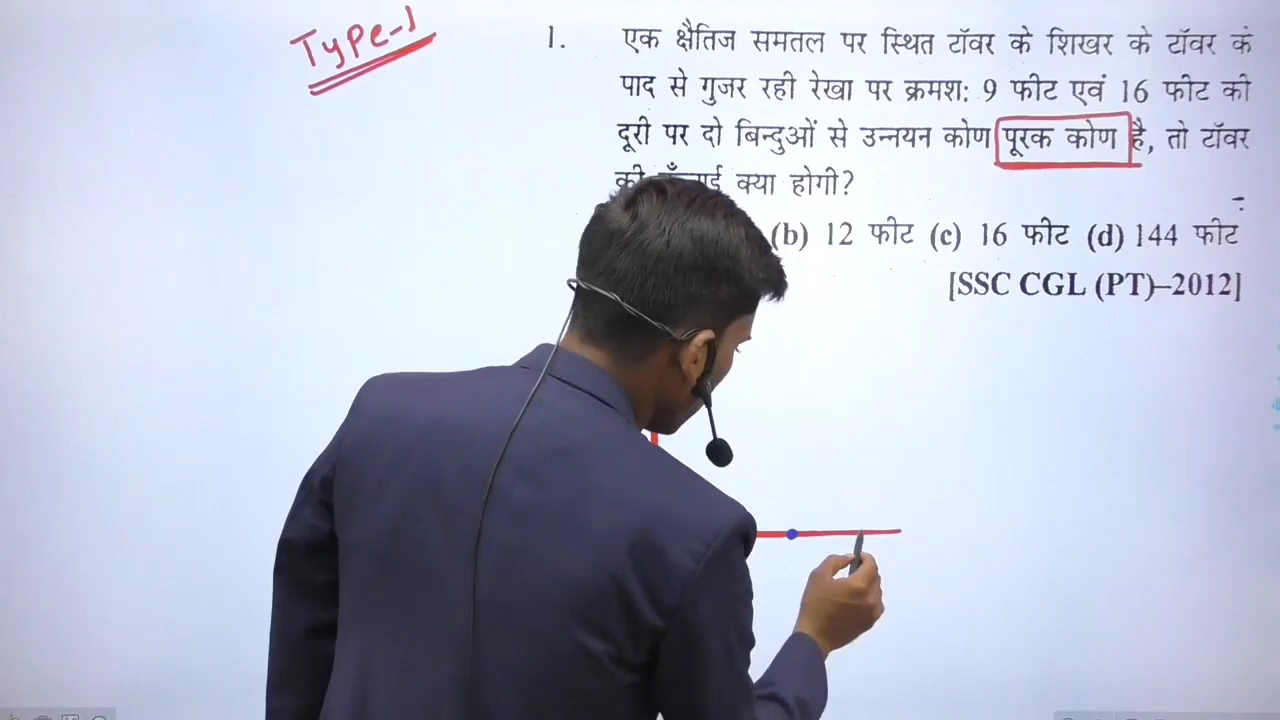 Type-1
1. एक क्षैतिज समतल पर स्थित टॉवर के शिखर के टॉवर के
पाद से गुजर रही रेखा पर क्रमश: 9 फीट एवं 16 फीट की
दूरी पर दो बिन्दुओं से उन्नयन कोण पूरक कोण है, तो टॉवर
की क्या होगी?
(b) 12 फीट (c) 16 फीट (d) 144 फीट
[SSC CGL (PT)–2012]